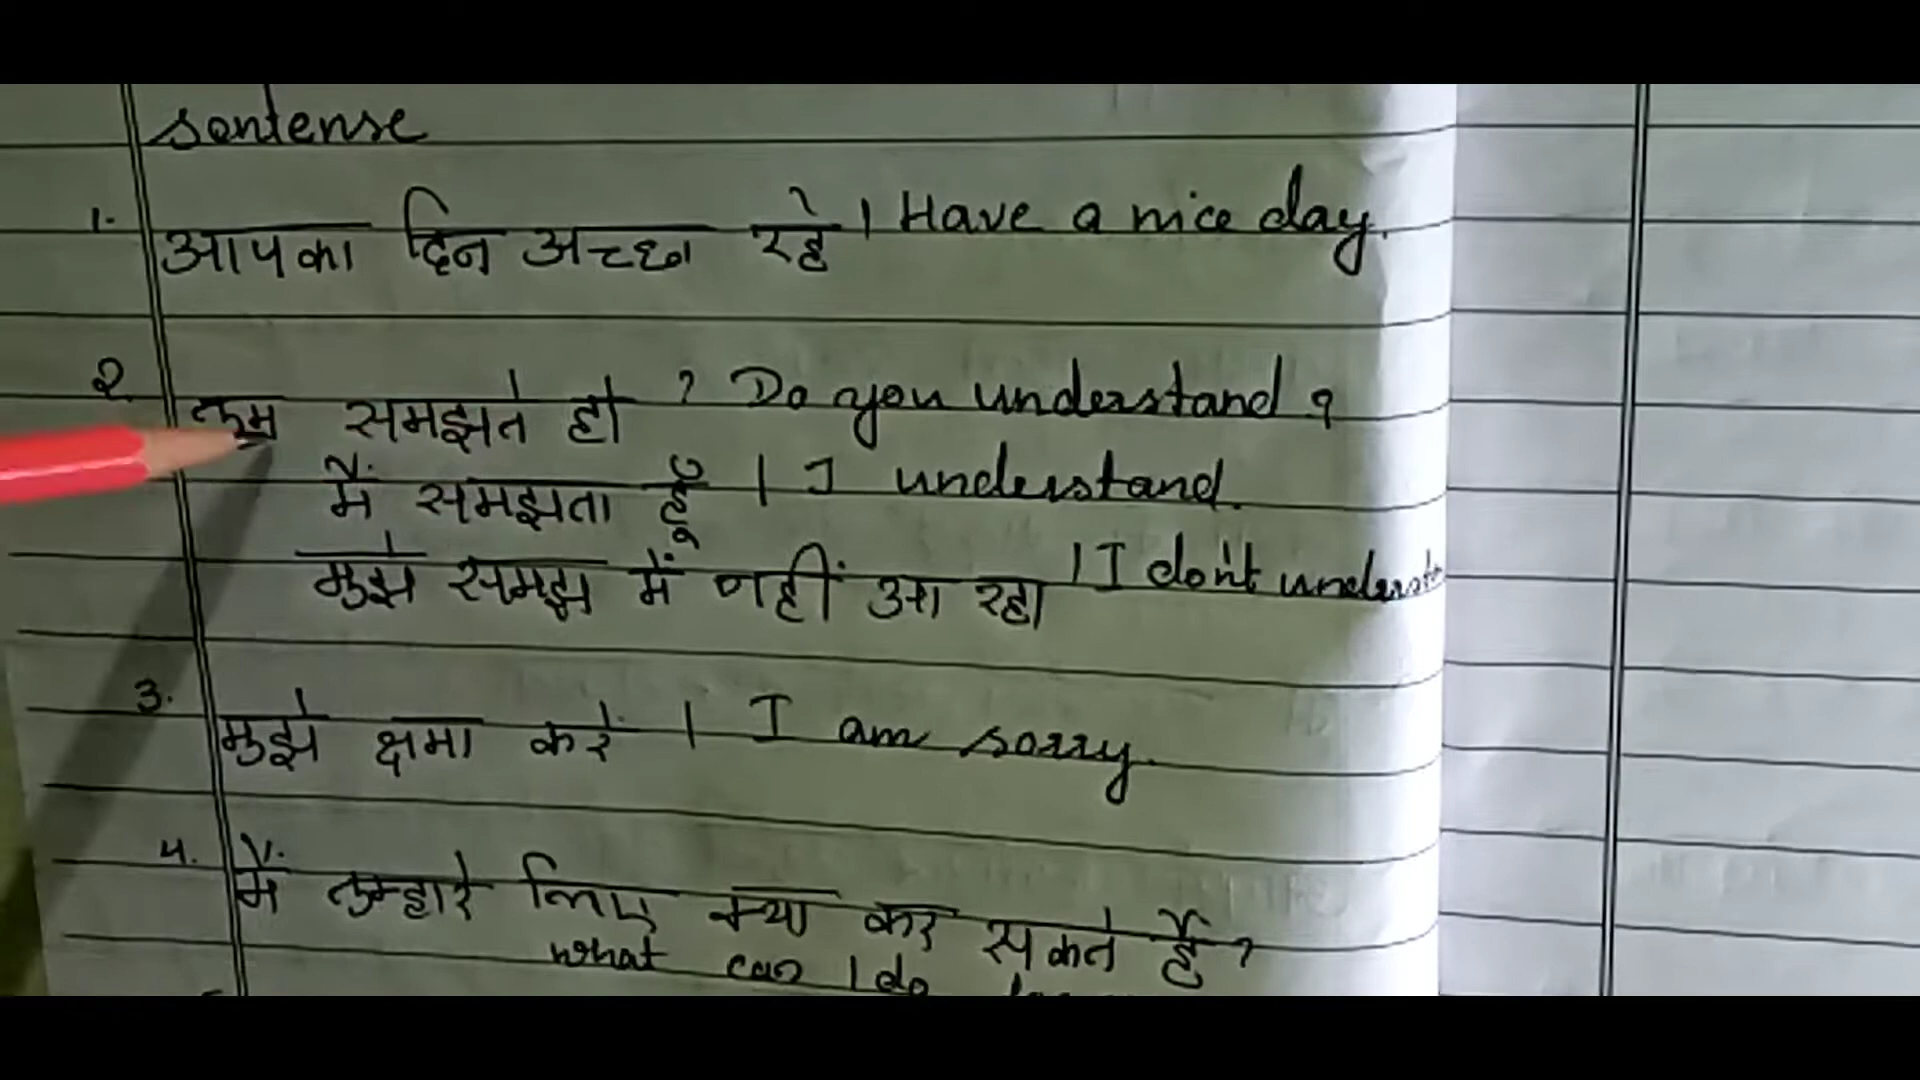 sentense
1. आपका दिन अच्छा रहे। Have a nice day.
2. तुम समझते हो ? Do you understand ?
मैं समझता हूँ । I understand.
मुझे समझ में नहीं आ रहा । I don't
3. मुझे क्षमा करें । I am sorry.
4. मैं तुम्हारे लिए क्या कर सकते हैं ?
what can I do